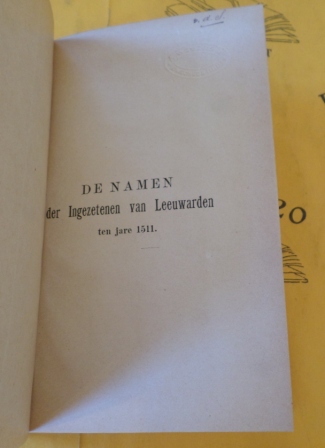 DE NAMEN
der Ingezetenen van Leeuwarden
ten jare 1511.